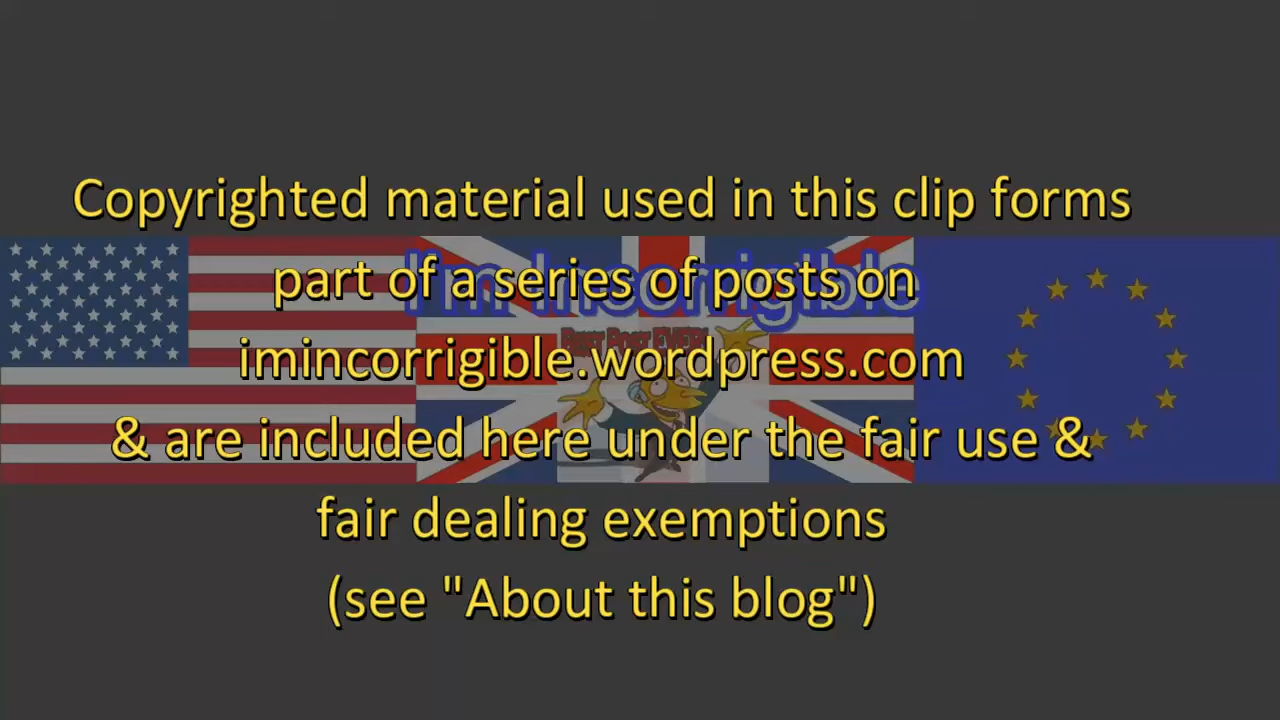 Copyrighted material used in this clip forms
I'm Incorrigible
part of a series of posts on
imincorrigible.wordpress.com
& are included here under the fair use &
fair dealing exemptions
(see "About this blog")